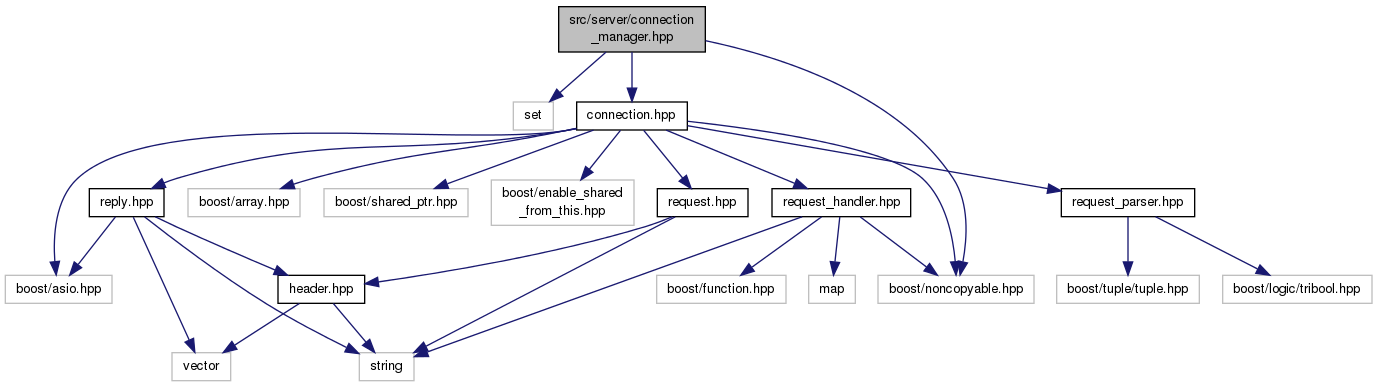 src/server/connection
_manager.hpp
set
connection.hpp
reply.hpp
boost/array.hpp
boost/shared_ptr.hpp
boost/enable_shared
_from_this.hpp
request.hpp
request_handler.hpp
request_parser.hpp
boost/asio.hpp
header.hpp
boost/function.hpp
map
boost/noncopyable.hpp
boost/tuple/tuple.hpp
boost/logic/tribool.hpp
vector
string